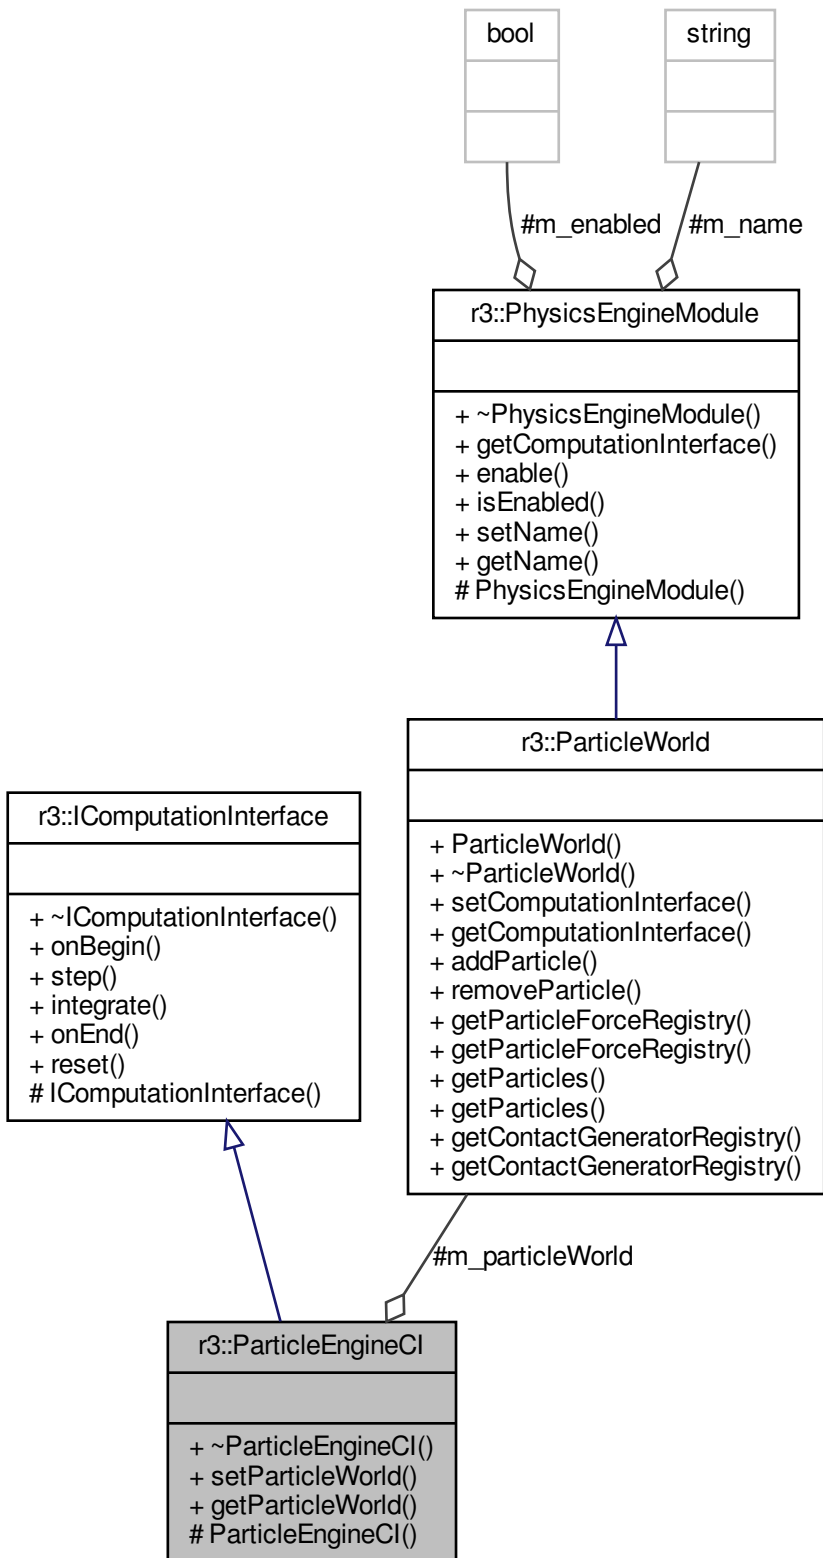 bool
string
#m_enabled
#m_name
r3::PhysicsEngineModule
+ ~PhysicsEngineModule()
+ getComputationInterface()
+ enable()
+ isEnabled()
+ setName()
+ getName()
# PhysicsEngineModule()
r3::ParticleWorld
+ ParticleWorld()
+ ~ParticleWorld()
+ setComputationInterface()
+ getComputationInterface()
+ addParticle()
+ removeParticle()
+ getParticleForceRegistry()
+ getParticleForceRegistry()
+ getParticles()
+ getParticles()
+ getContactGeneratorRegistry()
+ getContactGeneratorRegistry()
r3::IComputationInterface
+ ~IComputationInterface()
+ onBegin()
+ step()
+ integrate()
+ onEnd()
+ reset()
# IComputationInterface()
#m_particleWorld
r3::ParticleEngineCI
+ ~ParticleEngineCI()
+ setParticleWorld()
+ getParticleWorld()
# ParticleEngineCI()